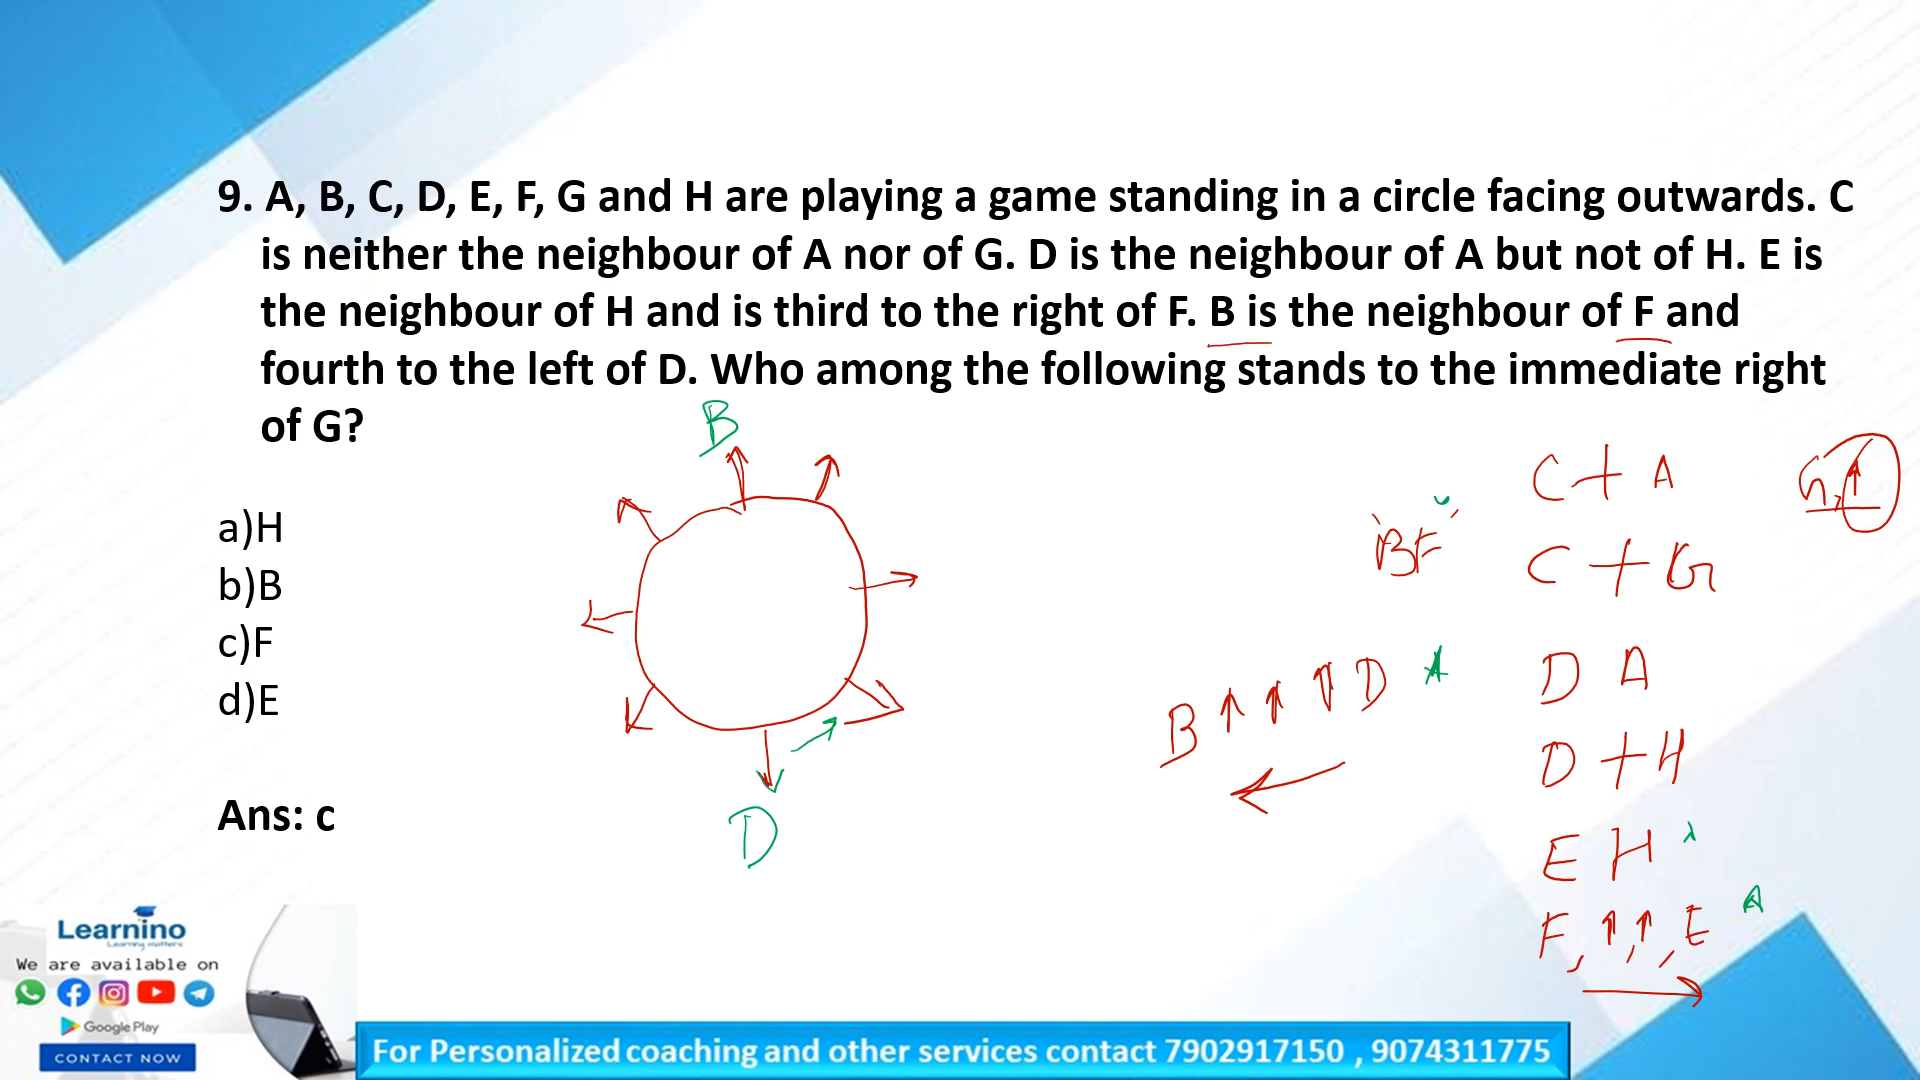 9. A, B, C, D, E, F, G and H are playing a game standing in a circle facing outwards. C
is neither the neighbour of A nor of G. D is the neighbour of A but not of H. E is
the neighbour of H and is third to the right of F. B is the neighbour of F and
fourth to the left of D. Who among the following stands to the immediate right
of G?
B
C + A
G, ↑
BF
C + G
a)H
b)B
c)F
d)E
B ↑ ↑ ↑ D A
D A
D + H
Ans: c
D
E H
F, ↑, ↑, E
Learnino
Learning matters
We are available on
Google Play
CONTACT NOW
For Personalized coaching and other services contact 7902917150 , 9074311775